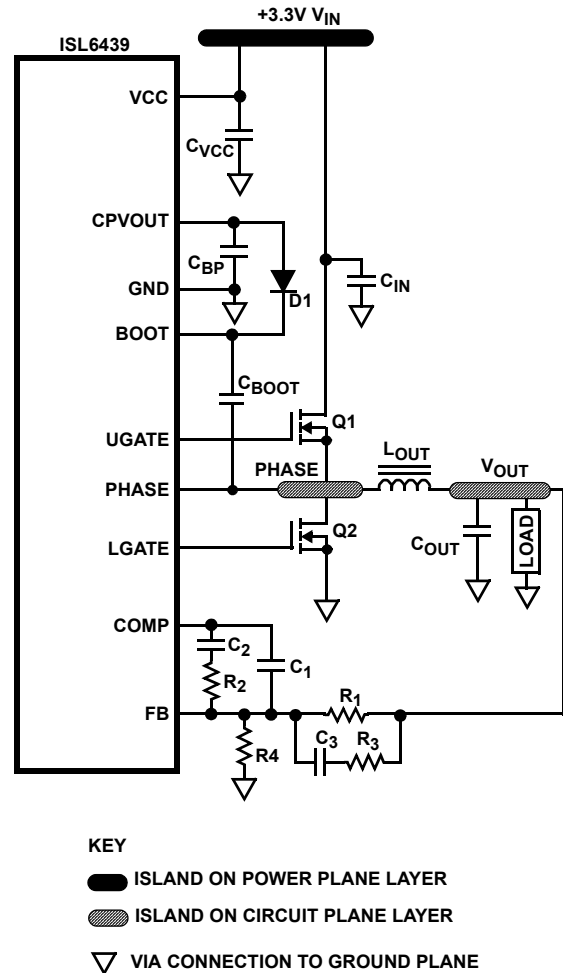 +3.3V VIN
ISL6439
VCC
CVCC
CPVOUT
CBP
GND
D1
CIN
BOOT
CBOOT
Q1
UGATE
LOUT
PHASE
PHASE
VOUT
Q2
COUT
LOAD
LGATE
COMP
C2
C1
R2
R1
FB
R4
C3
R3
KEY
ISLAND ON POWER PLANE LAYER
ISLAND ON CIRCUIT PLANE LAYER
VIA CONNECTION TO GROUND PLANE